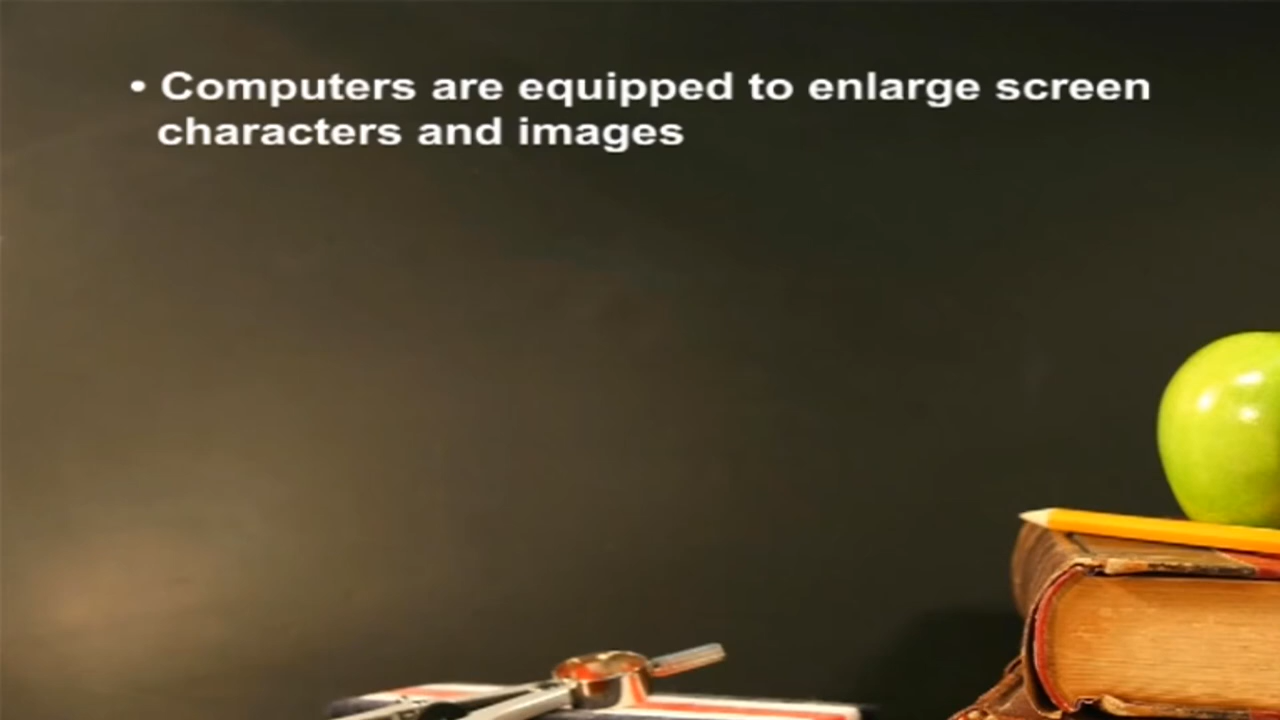 • Computers are equipped to enlarge screen
characters and images